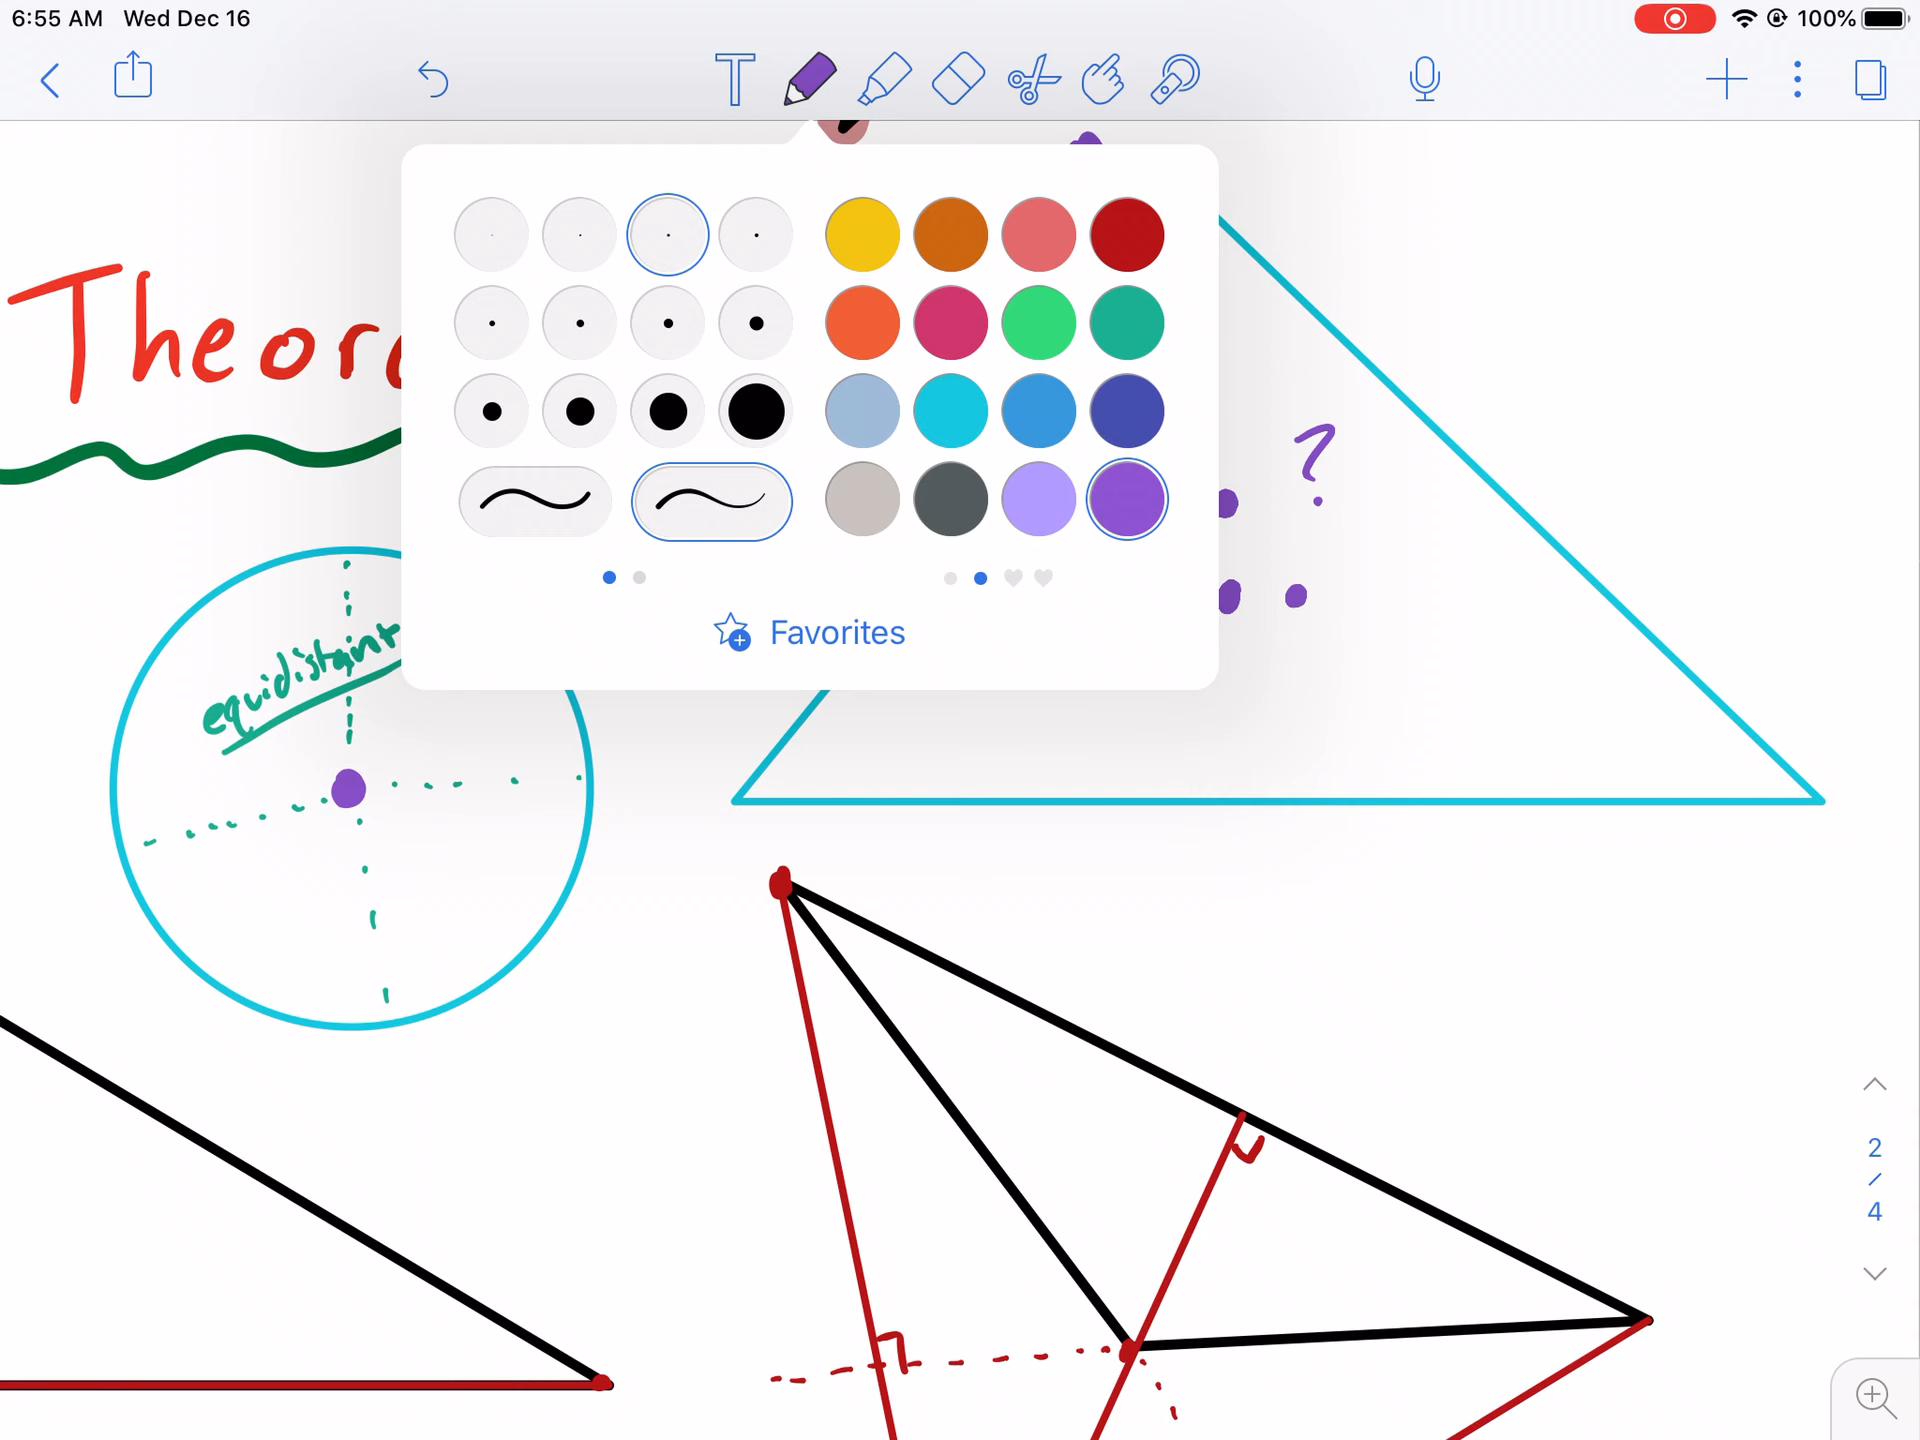 6:55 AM Wed Dec 16
100%
T
Theor
?
equidistant
Favorites
2
/
4